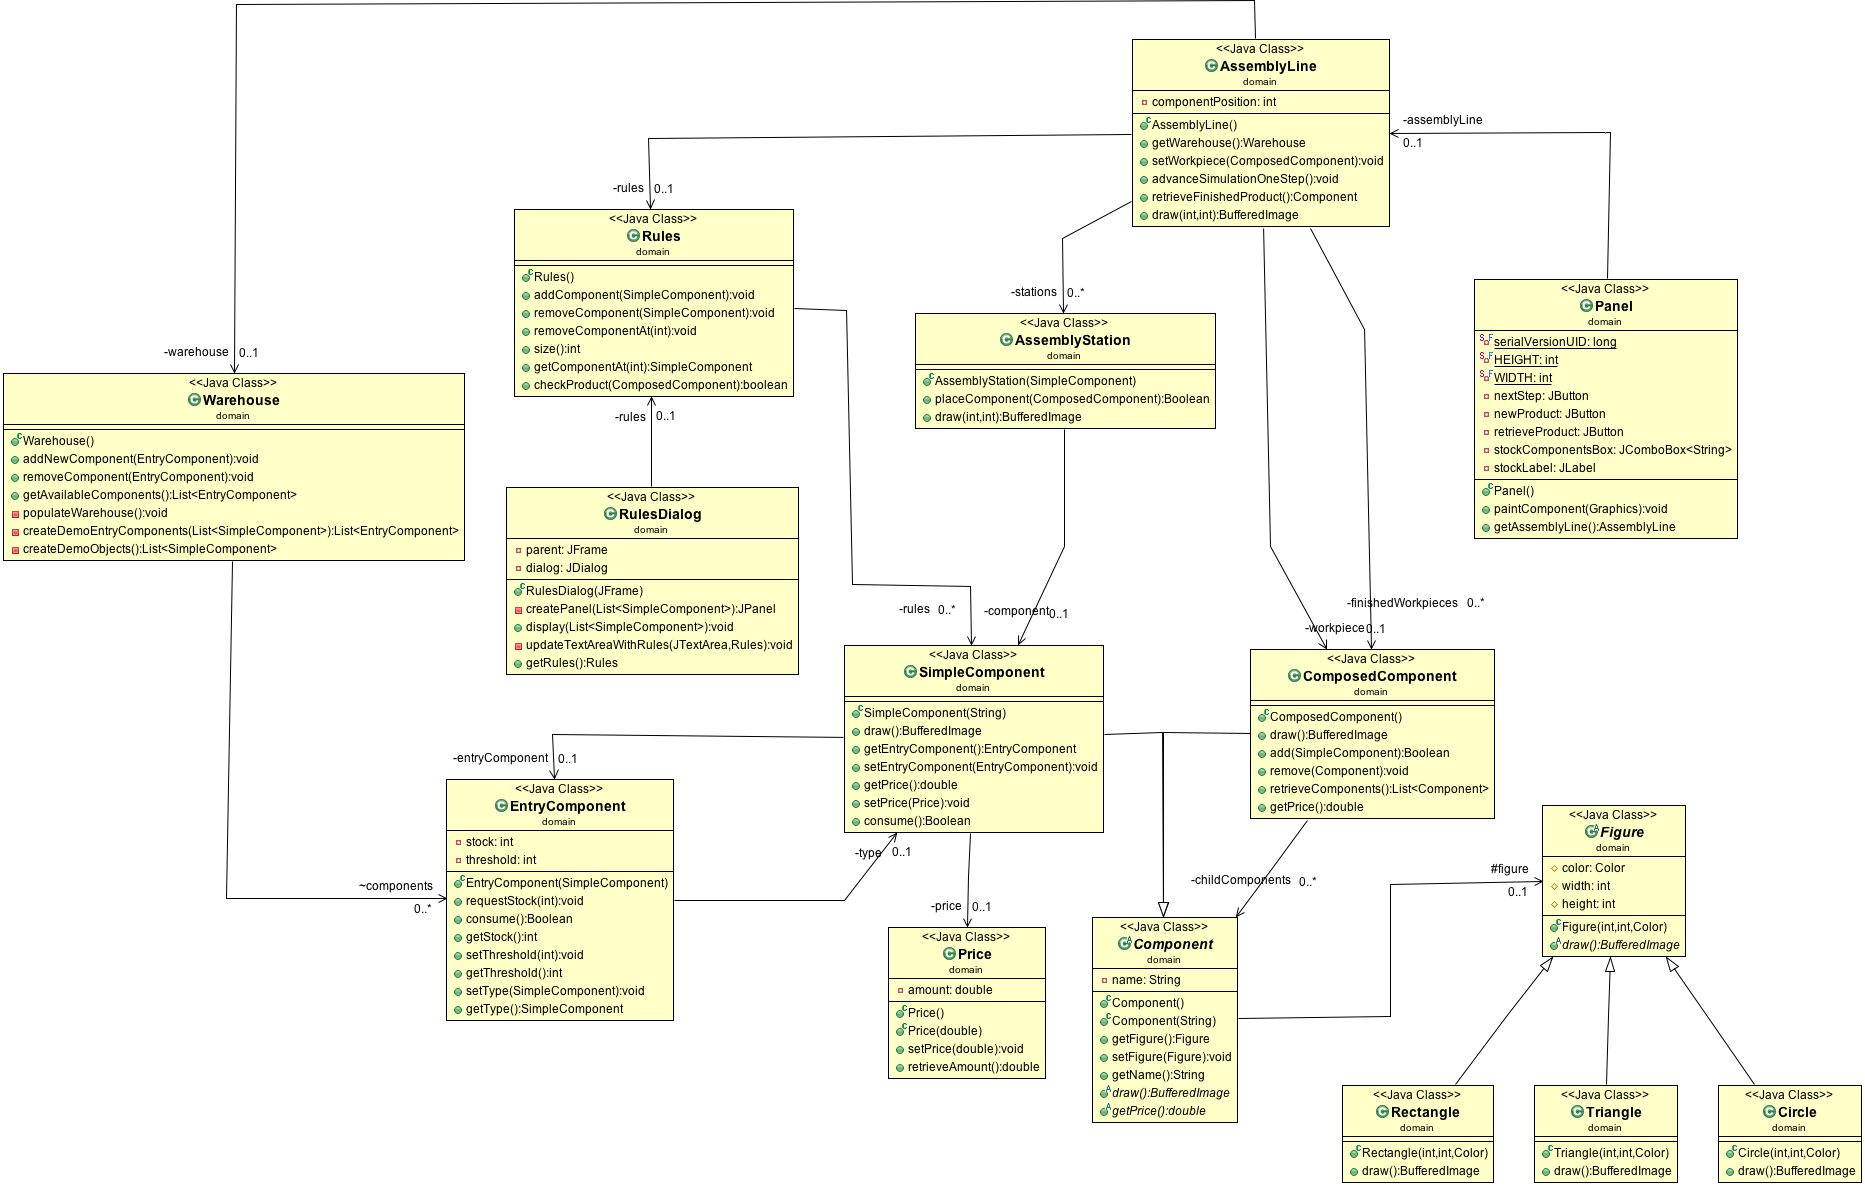 <<Java Class>>
AssemblyLine
domain
componentPosition: int
AssemblyLine()
getWarehouse():Warehouse
setWorkpiece(ComposedComponent):void
advanceSimulationOneStep():void
retrieveFinishedProduct():Component
draw(int,int):BufferedImage
-assemblyLine
0..1
-rules 0..1
<<Java Class>>
Rules
domain
Rules()
addComponent(SimpleComponent):void
removeComponent(SimpleComponent):void
removeComponentAt(int):void
size():int
getComponentAt(int):SimpleComponent
checkProduct(ComposedComponent):boolean
-stations 0..*
<<Java Class>>
AssemblyStation
domain
AssemblyStation(SimpleComponent)
placeComponent(ComposedComponent):Boolean
draw(int,int):BufferedImage
<<Java Class>>
Panel
domain
serialVersionUID: long
HEIGHT: int
WIDTH: int
nextStep: JButton
newProduct: JButton
retrieveProduct: JButton
stockComponentsBox: JComboBox<String>
stockLabel: JLabel
Panel()
paintComponent(Graphics):void
getAssemblyLine():AssemblyLine
-warehouse 0..1
<<Java Class>>
Warehouse
domain
Warehouse()
addNewComponent(EntryComponent):void
removeComponent(EntryComponent):void
getAvailableComponents():List<EntryComponent>
populateWarehouse():void
createDemoEntryComponents(List<SimpleComponent>):List<EntryComponent>
createDemoObjects():List<SimpleComponent>
-rules 0..1
<<Java Class>>
RulesDialog
domain
parent: JFrame
dialog: JDialog
RulesDialog(JFrame)
createPanel(List<SimpleComponent>):JPanel
display(List<SimpleComponent>):void
updateTextAreaWithRules(JTextArea,Rules):void
getRules():Rules
-rules 0..*
-component 0..1
-finishedWorkpieces 0..*
-workpiece 0..1
<<Java Class>>
SimpleComponent
domain
SimpleComponent(String)
draw():BufferedImage
getEntryComponent():EntryComponent
setEntryComponent(EntryComponent):void
getPrice():double
setPrice(Price):void
consume():Boolean
<<Java Class>>
ComposedComponent
domain
ComposedComponent()
draw():BufferedImage
add(SimpleComponent):Boolean
remove(Component):void
retrieveComponents():List<Component>
getPrice():double
-entryComponent 0..1
<<Java Class>>
EntryComponent
domain
stock: int
threshold: int
EntryComponent(SimpleComponent)
requestStock(int):void
consume():Boolean
getStock():int
setThreshold(int):void
getThreshold():int
setType(SimpleComponent):void
getType():SimpleComponent
~components
0..*
-type 0..1
-price 0..1
<<Java Class>>
Price
domain
amount: double
Price()
Price(double)
setPrice(double):void
retrieveAmount():double
-childComponents 0..*
<<Java Class>>
Component
domain
name: String
Component()
Component(String)
getFigure():Figure
setFigure(Figure):void
getName():String
draw():BufferedImage
getPrice():double
#figure
0..1
<<Java Class>>
Figure
domain
color: Color
width: int
height: int
Figure(int,int,Color)
draw():BufferedImage
<<Java Class>>
Rectangle
domain
Rectangle(int,int,Color)
draw():BufferedImage
<<Java Class>>
Triangle
domain
Triangle(int,int,Color)
draw():BufferedImage
<<Java Class>>
Circle
domain
Circle(int,int,Color)
draw():BufferedImage